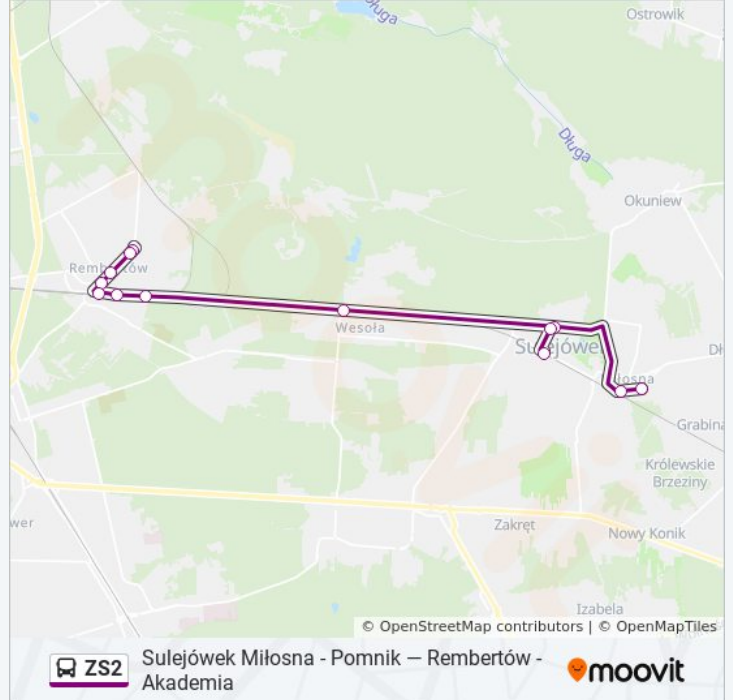 Długa
Ostrowik
Długa
Okuniew
Rembertów
Wesoła
Sulejówek
łosna
Dł
Grabina
Królewskie
Brzeziny
Zakręt
wer
Nowy Konik
Izabela
© OpenStreetMap contributors | © OpenMapTiles
ZS2
Sulejówek Miłosna - Pomnik — Rembertów -
Akademia
moovit